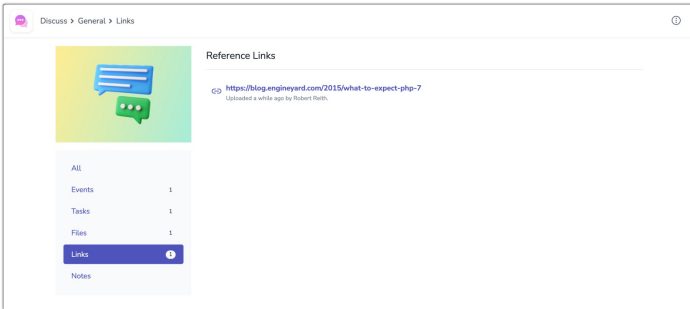 Discuss > General > Links
Reference Links
https://blog.engineyard.com/2015/what-to-expect-php-7
Uploaded a while ago by Robert Reith.
All
Events 1
Tasks 1
Files 1
Links 1
Notes